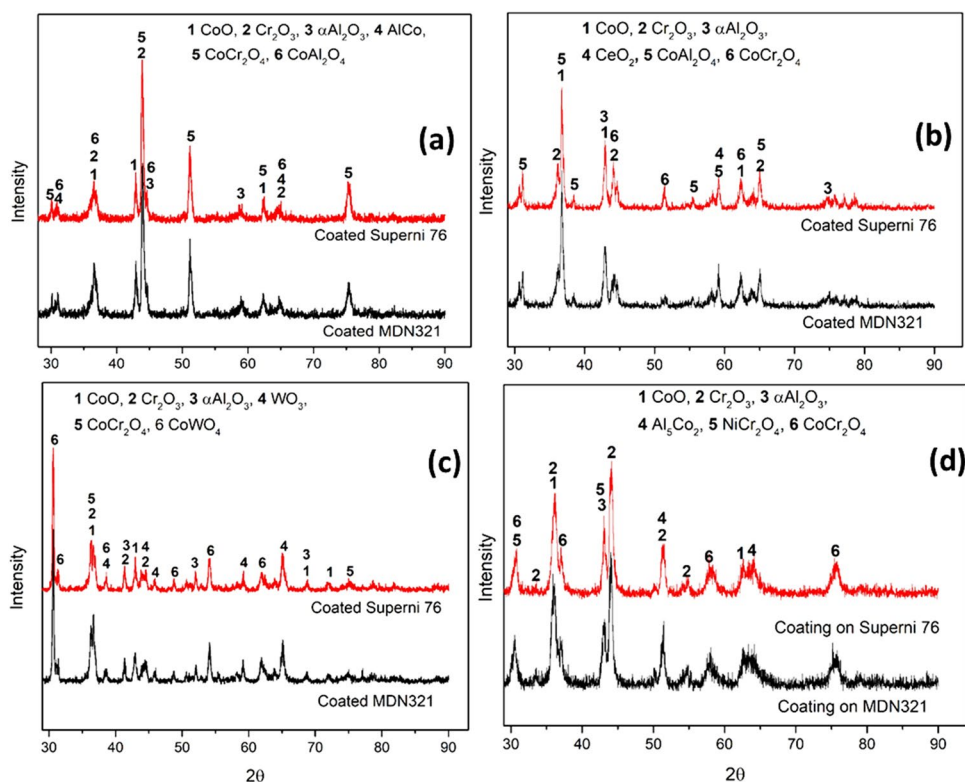 1 CoO, 2 Cr₂O₃, 3 αAl₂O₃, 4 AlCo,
5 CoCr₂O₄, 6 CoAl₂O₄
(a)
5
2
6
2
1
5
6
4
1
6
3
5
3
5
1
6
4
2
5
Coated Superni 76
Coated MDN321
Intensity
30 40 50 60 70 80 90
1 CoO, 2 Cr₂O₃, 3 αAl₂O₃,
4 CeO₂, 5 CoAl₂O₄, 6 CoCr₂O₄
(b)
5
2
5
1
5
3
1
6
2
6
5
4
5
6
1
5
2
3
Coated Superni 76
Coated MDN321
Intensity
30 40 50 60 70 80 90
1 CoO, 2 Cr₂O₃, 3 αAl₂O₃, 4 WO₃,
5 CoCr₂O₄, 6 CoWO₄
(c)
6
6
5
2
1
6
4
3
2
1
4
2
4
6
3
6
4
6
2
4
3
1
1
5
Coated Superni 76
Coated MDN321
Intensity
30 40 50 60 70 80 90
2θ
1 CoO, 2 Cr₂O₃, 3 αAl₂O₃,
4 Al₅Co₂, 5 NiCr₂O₄, 6 CoCr₂O₄
(d)
6
5
2
2
1
6
5
3
2
4
2
2
6
1
4
6
Coating on Superni 76
Coating on MDN321
Intensity
30 40 50 60 70 80 90
2θ